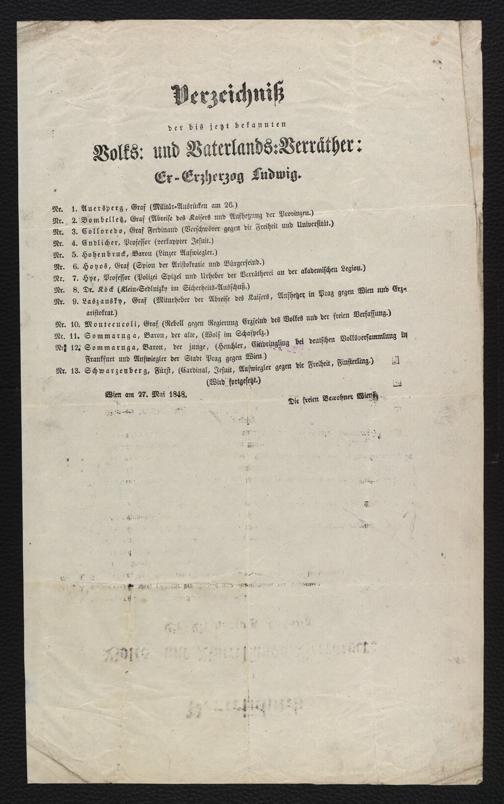 Verzeichniß
der bis jetzt bekannten
Volks: und Vaterlands:Verräther:
Ex-Erzherzog Ludwig.
Nr. 1. Auersperg, Graf (Militär-Ausrücken am 26.)
Nr. 2. Bombelles, Graf (Abreise des Kaisers und Aufhetzung der Provinzen.)
Nr. 3. Colloredo, Graf Ferdinand (Verschwörer gegen die Freiheit und Universität.)
Nr. 4. Endlicher, Professor (verkappter Jesuit.)
Nr. 5. Hohenbruck, Baron (Linzer Aufwiegler.)
Nr. 6. Hoyos, Graf (Spion der Aristokratie und Bürgerfeind.)
Nr. 7. Hye, Professor (Polizei Spizel und Urheber der Verrätherei an der akademischen Legion.)
Nr. 8. Dr. Köck (Klein-Sedlnizky im Sicherheits-Ausschuß.)
Nr. 9. Laszansky, Graf (Miturheber der Abreise des Kaisers, Aufhetzer in Prag gegen Wien und Erz-
aristokrat.)
Nr. 10. Montecucoli, Graf (Rebell gegen Regierung Erzfeind des Volkes und der freien Verfassung.)
Nr. 11. Sommaruga, Baron, der alte, (Wolf im Schafpelz.)
Nr. 12. Sommaruga, Baron, der junge, (Heuchler, Eindringling bei deutschen Volksversammlung in
Frankfurt und Aufwiegler der Stadt Prag gegen Wien.)
Nr. 13. Schwarzenberg, Fürst, (Cardinal, Jesuit, Aufwiegler gegen die Freiheit, Finsterling.)
(Wird fortgesetzt.)
Wien am 27. Mai 1848.
Die freien Bewohner Wiens.